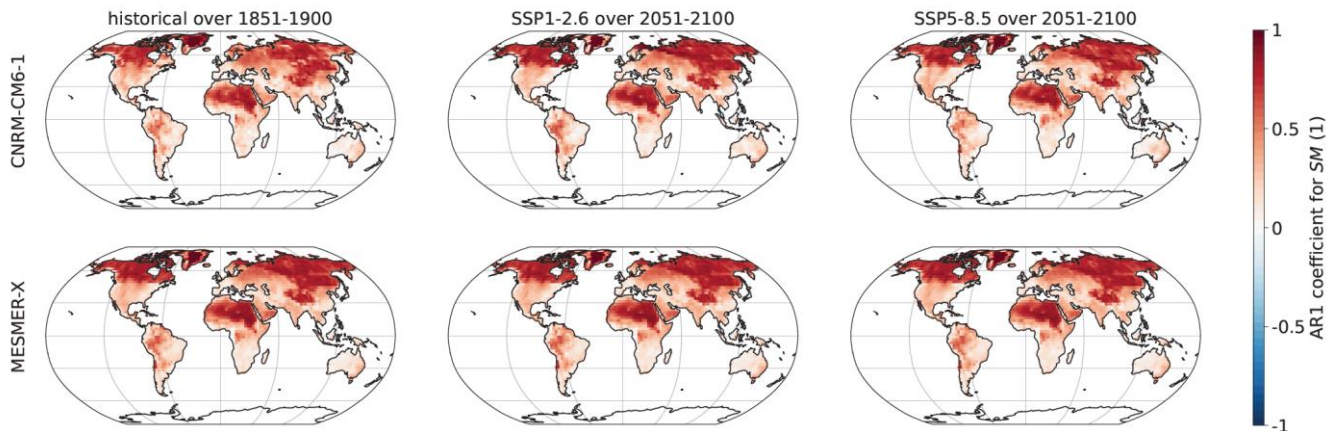 historical over 1851-1900
SSP1-2.6 over 2051-2100
SSP5-8.5 over 2051-2100
CNRM-CM6-1
MESMER-X
1
0.5
0
-0.5
-1
AR1 coefficient for SM (1)